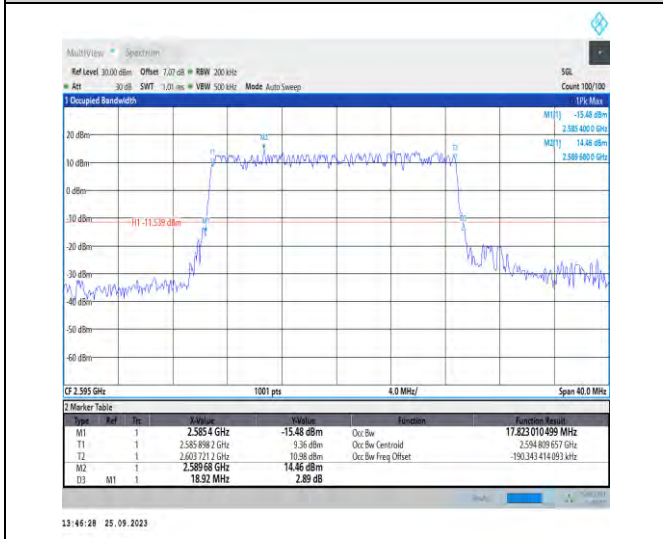 MultiView Spectrum
Ref Level 30.00 dBm Offset 7.07 dB RBW 200 kHz SGL
Att 30 dB SWT 1.01 ms VBW 500 kHz Mode Auto Sweep Count 100/100
1 Occupied Bandwidth 1Pk Max
M1[1] -15.48 dBm
2.585 400 0 GHz
M2[1] 14.46 dBm
2.589 680 0 GHz
20 dBm
M2
T1
T2
10 dBm
0 dBm
-10 dBm
H1 -11.539 dBm
M1
D3
-20 dBm
-30 dBm
-40 dBm
-50 dBm
-60 dBm
CF 2.595 GHz 1001 pts 4.0 MHz/ Span 40.0 MHz
2 Marker Table
Type Ref Trc X-Value Y-Value Function Function Result
M1 1 2.585 4 GHz -15.48 dBm Occ Bw 17.823 010 499 MHz
T1 1 2.585 898 2 GHz 9.36 dBm Occ Bw Centroid 2.594 809 657 GHz
T2 1 2.603 721 2 GHz 10.98 dBm Occ Bw Freq Offset -190.343 414 093 kHz
M2 1 2.589 68 GHz 14.46 dBm
D3 M1 1 18.92 MHz 2.89 dB
13:46:28 25.09.2023